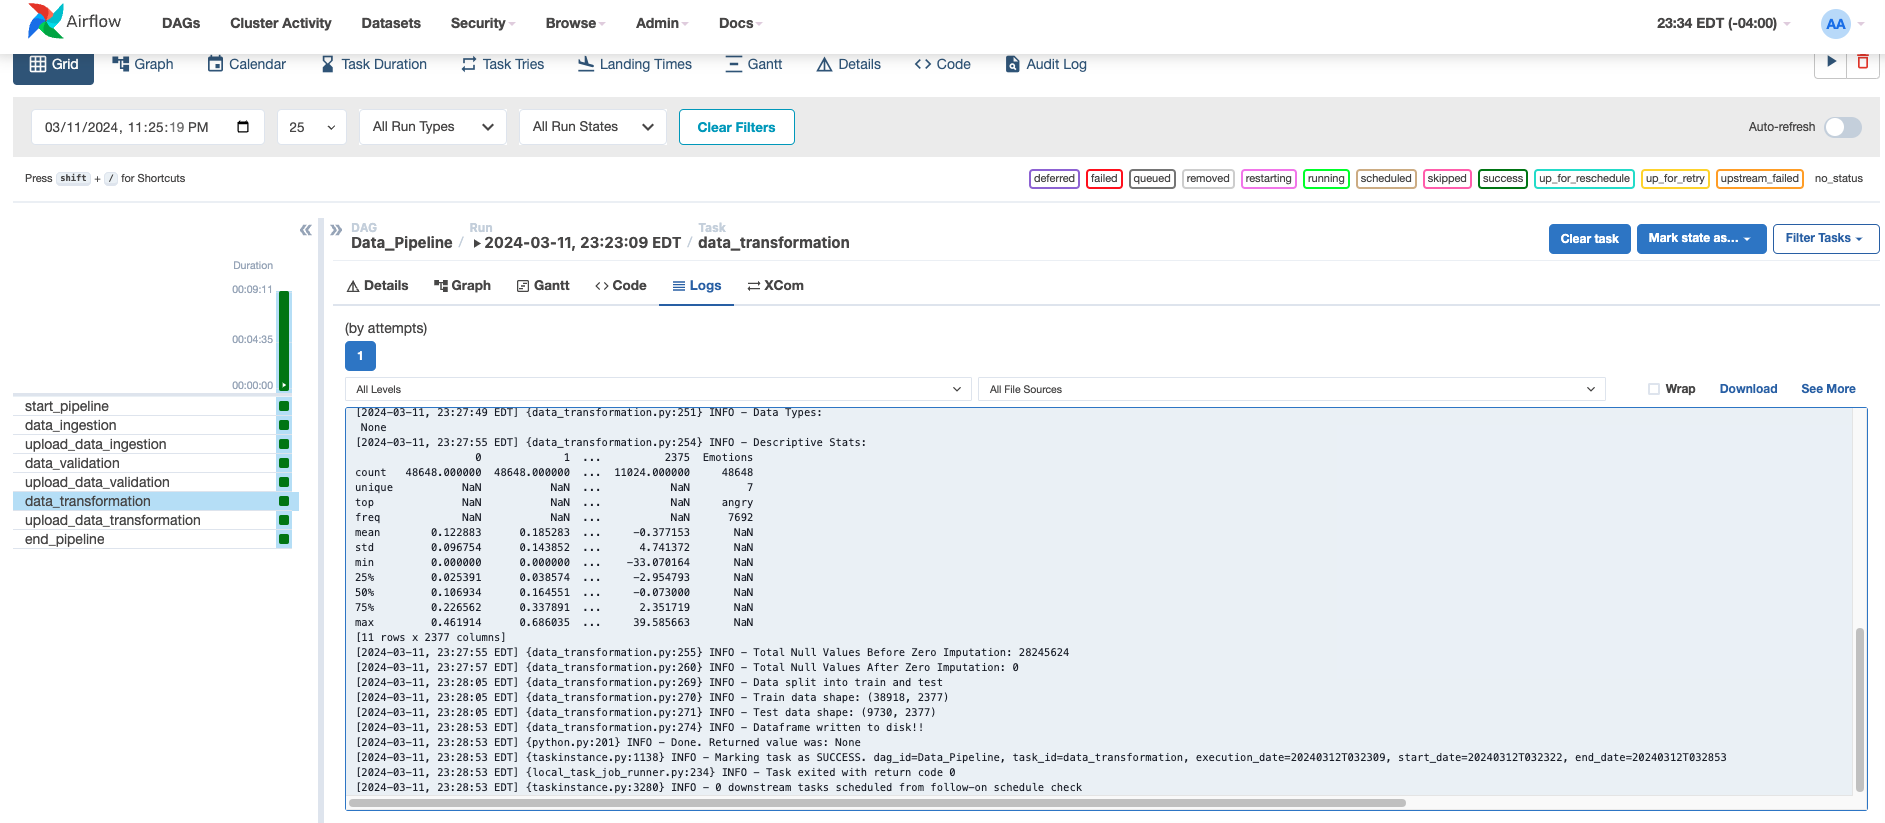 Airflow DAGs Cluster Activity Datasets Security Browse Admin Docs 23:34 EDT (-04:00) AA
Grid Graph Calendar Task Duration Task Tries Landing Times Gantt Details <> Code Audit Log
03/11/2024, 11:25:19 PM 25 All Run Types All Run States Clear Filters Auto-refresh
Press shift + / for Shortcuts deferred failed queued removed restarting running scheduled skipped success up_for_reschedule up_for_retry upstream_failed no_status
DAG Run Task
Data_Pipeline / 2024-03-11, 23:23:09 EDT / data_transformation Clear task Mark state as... Filter Tasks
Duration
00:09:11
00:04:35
00:00:00
start_pipeline
data_ingestion
upload_data_ingestion
data_validation
upload_data_validation
data_transformation
upload_data_transformation
end_pipeline
Details Graph Gantt <> Code Logs XCom
(by attempts)
1
All Levels All File Sources Wrap Download See More
[2024-03-11, 23:27:49 EDT] {data_transformation.py:251} INFO - Data Types:
None
[2024-03-11, 23:27:55 EDT] {data_transformation.py:254} INFO - Descriptive Stats:
0 1 ... 2375 Emotions
count 48648.000000 48648.000000 ... 11024.000000 48648
unique NaN NaN ... NaN 7
top NaN NaN ... NaN angry
freq NaN NaN ... NaN 7692
mean 0.122883 0.185283 ... -0.377153 NaN
std 0.096754 0.143852 ... 4.741372 NaN
min 0.000000 0.000000 ... -33.070164 NaN
25% 0.025391 0.038574 ... -2.954793 NaN
50% 0.106934 0.164551 ... -0.073000 NaN
75% 0.226562 0.337891 ... 2.351719 NaN
max 0.461914 0.686035 ... 39.585663 NaN
[11 rows x 2377 columns]
[2024-03-11, 23:27:55 EDT] {data_transformation.py:255} INFO - Total Null Values Before Zero Imputation: 28245624
[2024-03-11, 23:27:57 EDT] {data_transformation.py:260} INFO - Total Null Values After Zero Imputation: 0
[2024-03-11, 23:28:05 EDT] {data_transformation.py:269} INFO - Data split into train and test
[2024-03-11, 23:28:05 EDT] {data_transformation.py:270} INFO - Train data shape: (38918, 2377)
[2024-03-11, 23:28:05 EDT] {data_transformation.py:271} INFO - Test data shape: (9730, 2377)
[2024-03-11, 23:28:53 EDT] {data_transformation.py:274} INFO - Dataframe written to disk!!
[2024-03-11, 23:28:53 EDT] {python.py:201} INFO - Done. Returned value was: None
[2024-03-11, 23:28:53 EDT] {taskinstance.py:1138} INFO - Marking task as SUCCESS. dag_id=Data_Pipeline, task_id=data_transformation, execution_date=20240312T032309, start_date=20240312T032322, end_date=20240312T032853
[2024-03-11, 23:28:53 EDT] {local_task_job_runner.py:234} INFO - Task exited with return code 0
[2024-03-11, 23:28:53 EDT] {taskinstance.py:3280} INFO - 0 downstream tasks scheduled from follow-on schedule check